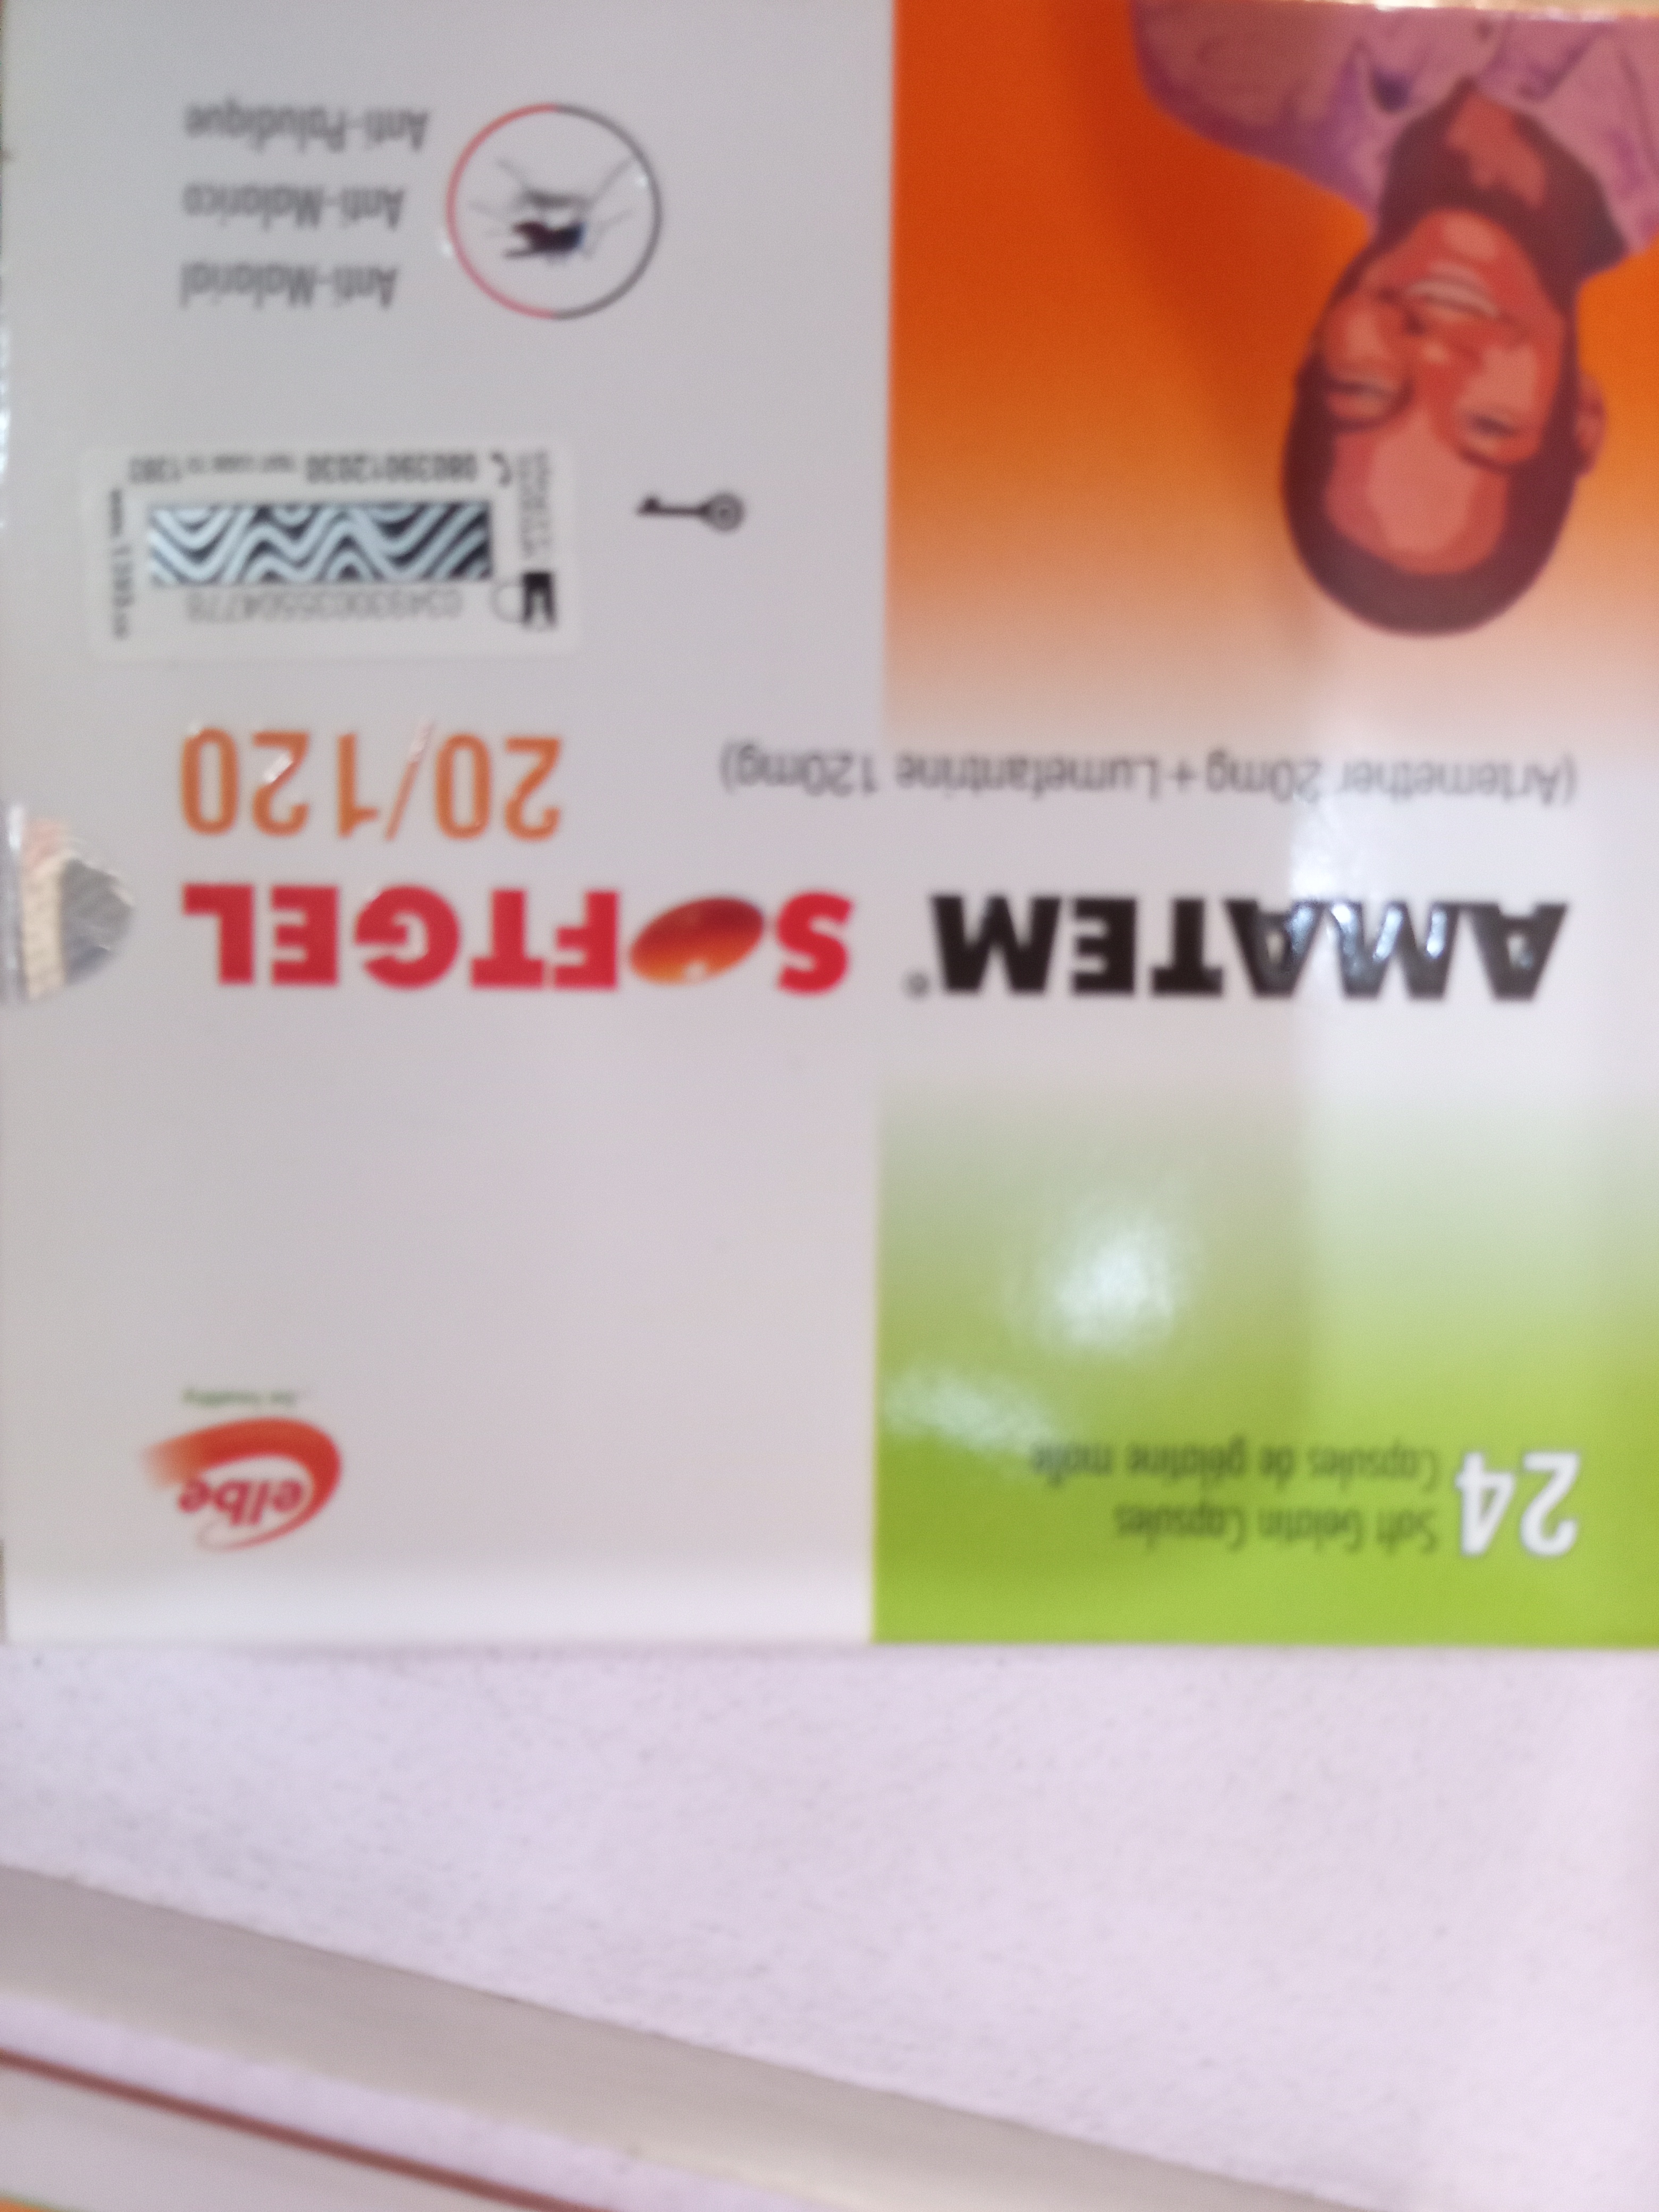 24
Soft Gelatin Capsules
Capsules de gélatine molle
elbe
AMATEM® SOFTGEL
(Artemether 20mg + Lumefantrine 120mg)
20/120
08039012030
Anti-Malarial
Anti-Malarico
Anti-Paludique